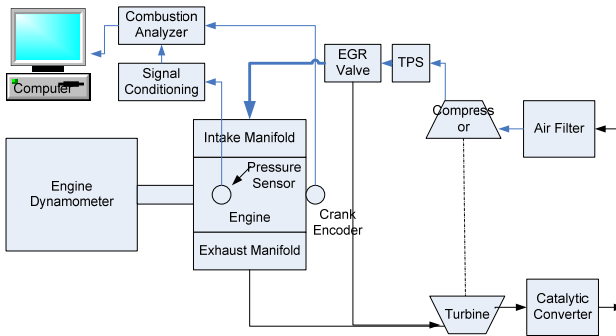 Combustion
Analyzer
Computer
Signal
Conditioning
EGR
Valve
TPS
Compress
or
Air Filter
Intake Manifold
Pressure
Sensor
Engine
Dynamometer
Engine
Crank
Encoder
Exhaust Manifold
Turbine
Catalytic
Converter